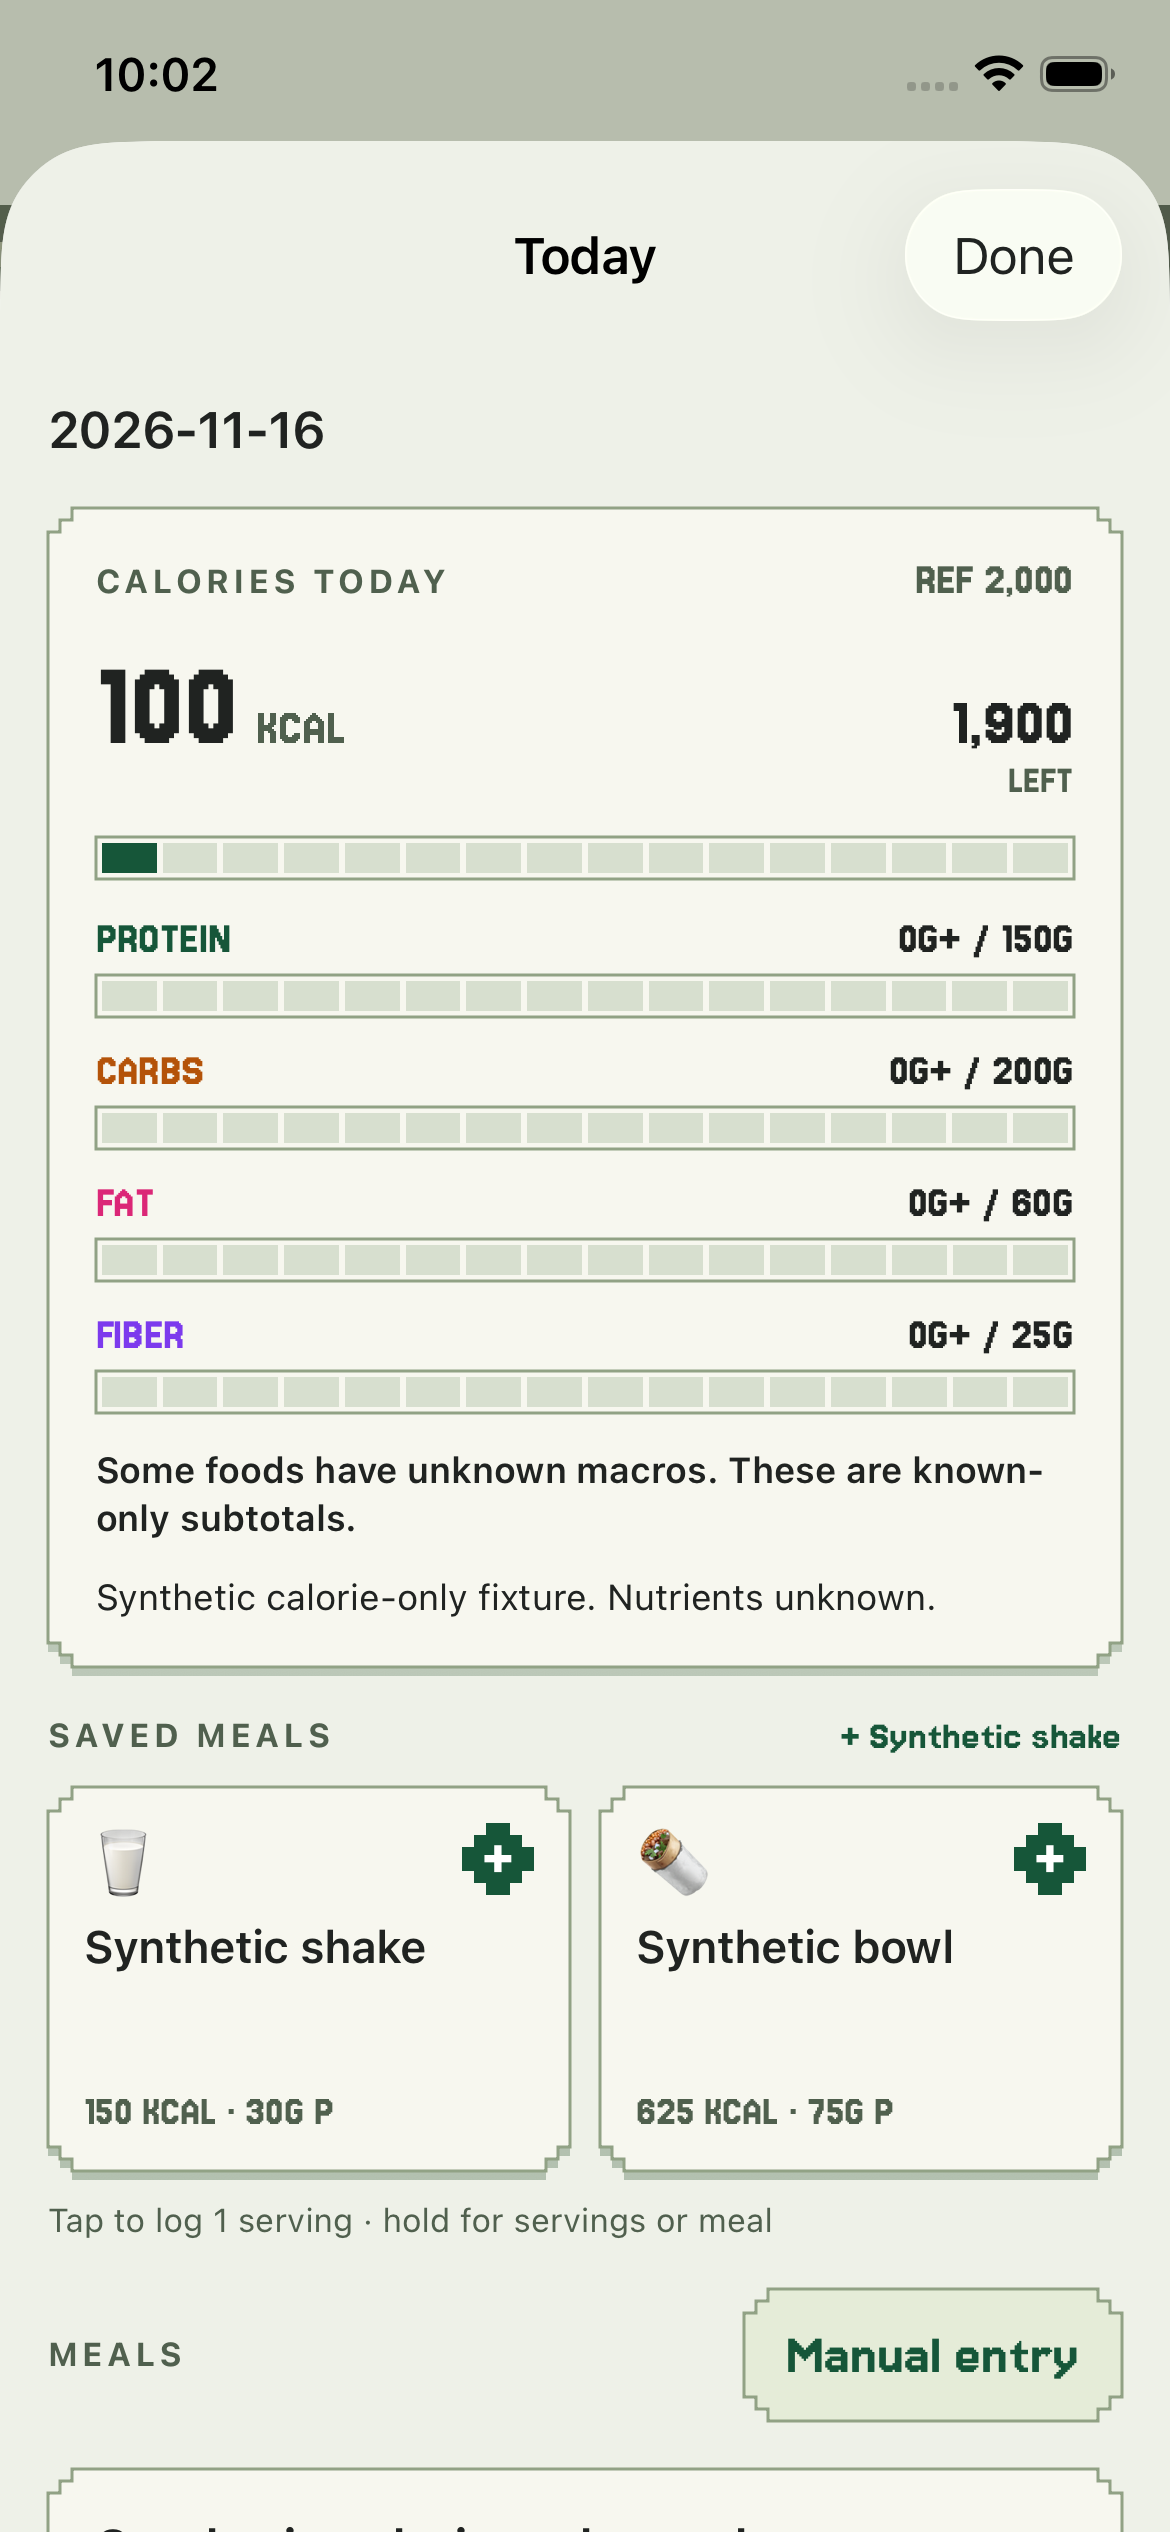 10:02
Today
Done
2026-11-16
CALORIES TODAY
REF 2,000
100 KCAL
1,900
LEFT
PROTEIN
0G+ / 150G
CARBS
0G+ / 200G
FAT
0G+ / 60G
FIBER
0G+ / 25G
Some foods have unknown macros. These are known-
only subtotals.
Synthetic calorie-only fixture. Nutrients unknown.
SAVED MEALS
+ Synthetic shake
Synthetic shake
150 KCAL · 30G P
Synthetic bowl
625 KCAL · 75G P
Tap to log 1 serving · hold for servings or meal
MEALS
Manual entry